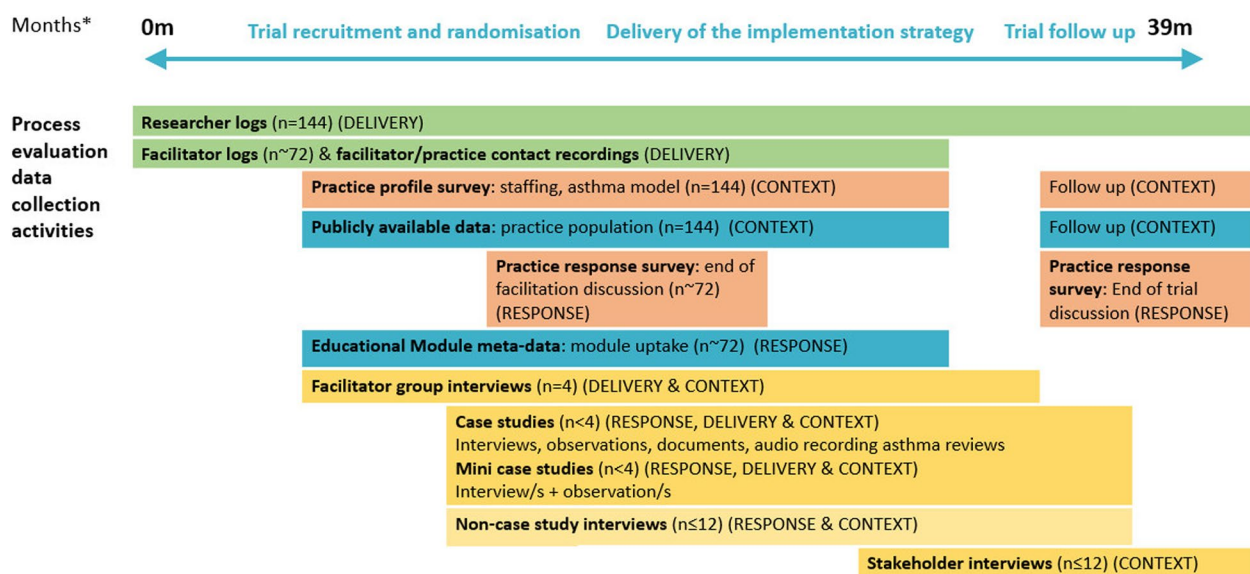 Months*
0m
Trial recruitment and randomisation
Delivery of the implementation strategy
Trial follow up
39m
Process
evaluation
data
collection
activities
Researcher logs (n=144) (DELIVERY)
Facilitator logs (n~72) & facilitator/practice contact recordings (DELIVERY)
Practice profile survey: staffing, asthma model (n=144) (CONTEXT)
Follow up (CONTEXT)
Publicly available data: practice population (n=144) (CONTEXT)
Follow up (CONTEXT)
Practice response survey: end of
facilitation discussion (n~72)
(RESPONSE)
Practice response
survey: End of trial
discussion (RESPONSE)
Educational Module meta-data: module uptake (n~72) (RESPONSE)
Facilitator group interviews (n=4) (DELIVERY & CONTEXT)
Case studies (n<4) (RESPONSE, DELIVERY & CONTEXT)
Interviews, observations, documents, audio recording asthma reviews
Mini case studies (n<4) (RESPONSE, DELIVERY & CONTEXT)
Interview/s + observation/s
Non-case study interviews (n≤12) (RESPONSE & CONTEXT)
Stakeholder interviews (n≤12) (CONTEXT)